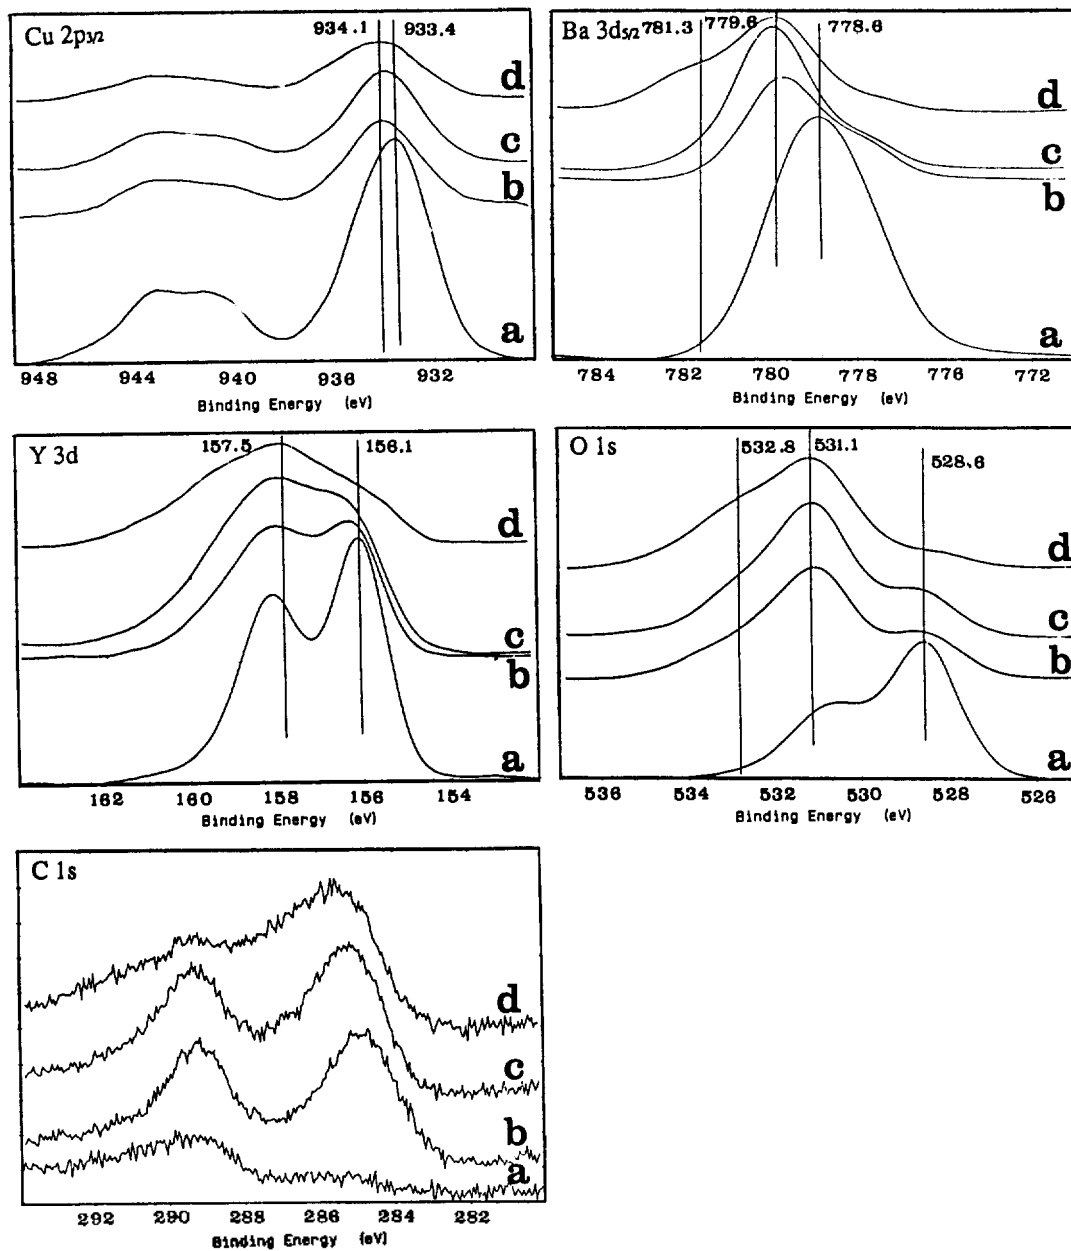 Cu 2p3/2 934.1 933.4
d
c
b
a
948 944 940 936 932
Binding Energy (eV)
Ba 3d5/2 781.3 779.6 778.6
d
c
b
a
784 782 780 778 776 774 772
Binding Energy (eV)
Y 3d 157.5 156.1
d
c
b
a
162 160 158 156 154
Binding Energy (eV)
O 1s 532.8 531.1 528.6
d
c
b
a
536 534 532 530 528 526
Binding Energy (eV)
C 1s
d
c
b
a
292 290 288 286 284 282
Binding Energy (eV)